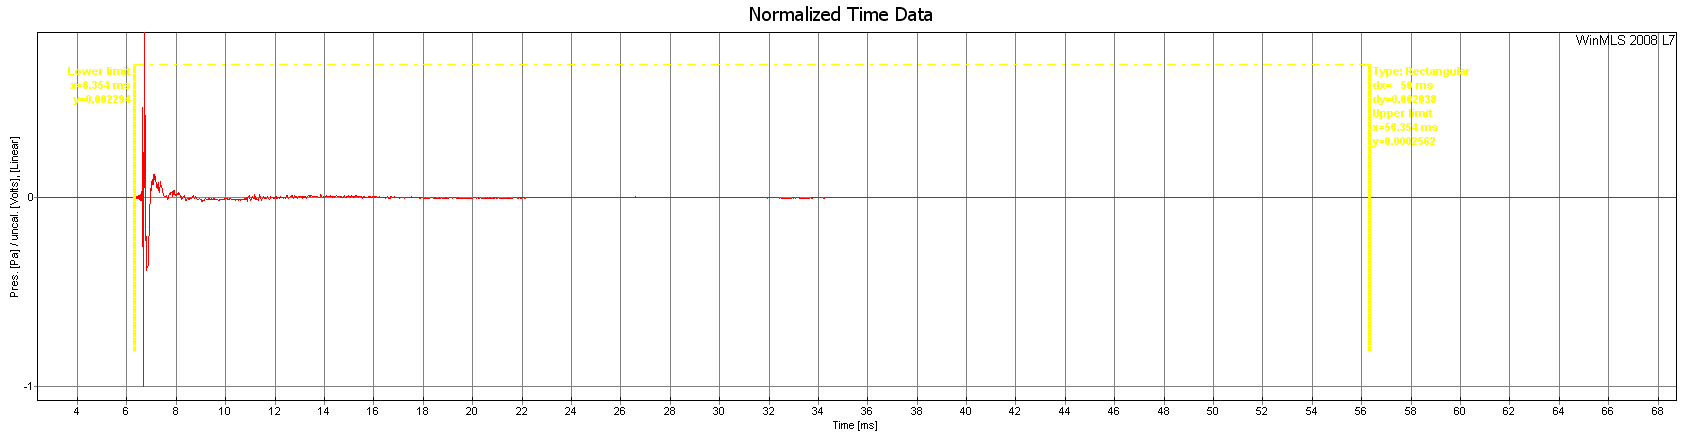 Normalized Time Data
WinMLS 2008 L7
Lower limit
x=6.354 ms
y=0.002294
Type: Rectangular
dx= 50 ms
dy=0.002038
Upper limit
x=56.354 ms
y=0.0002562
Pres. [Pa] / uncal. [Volts], [Linear]
0
-1
4 6 8 10 12 14 16 18 20 22 24 26 28 30 32 34 36 38 40 42 44 46 48 50 52 54 56 58 60 62 64 66 68
Time [ms]